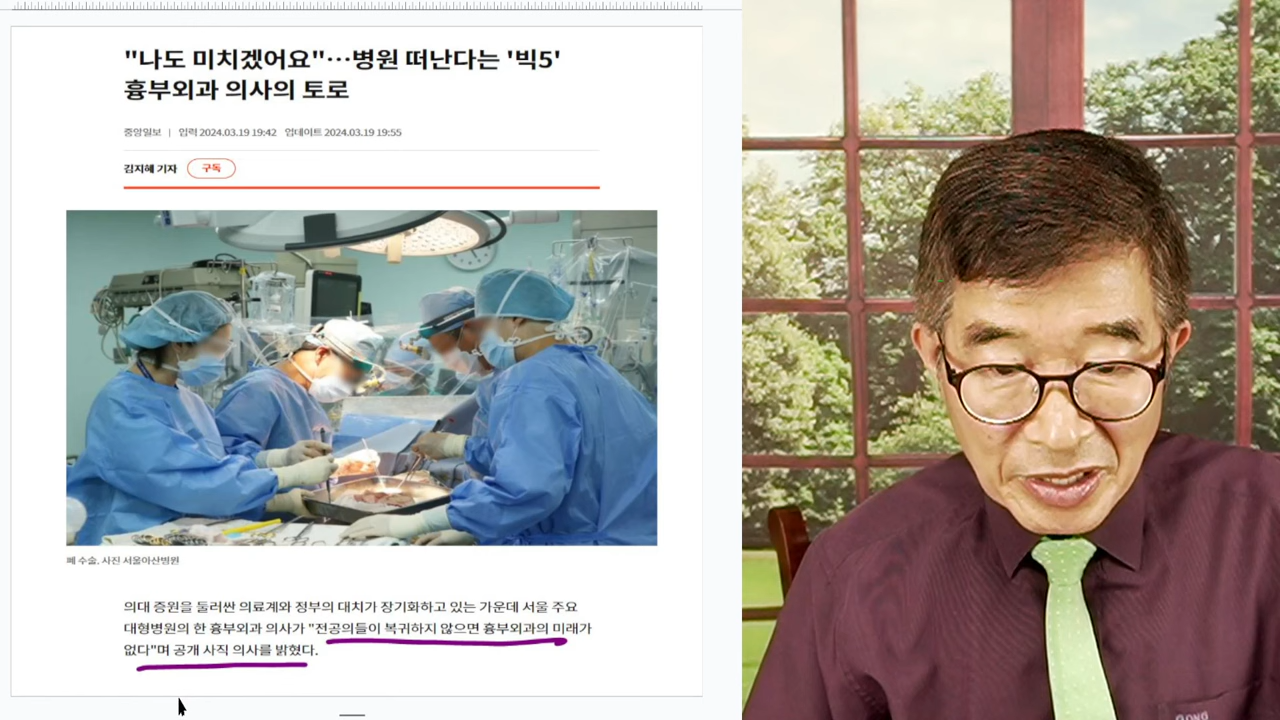 "나도 미치겠어요"…병원 떠난다는 '빅5'
흉부외과 의사의 토로
중앙일보 | 입력 2024.03.19 19:42 업데이트 2024.03.19 19:55
김지혜 기자 구독
폐 수술. 사진 서울아산병원
의대 증원을 둘러싼 의료계와 정부의 대치가 장기화하고 있는 가운데 서울 주요
대형병원의 한 흉부외과 의사가 "전공의들이 복귀하지 않으면 흉부외과의 미래가
없다"며 공개 사직 의사를 밝혔다.